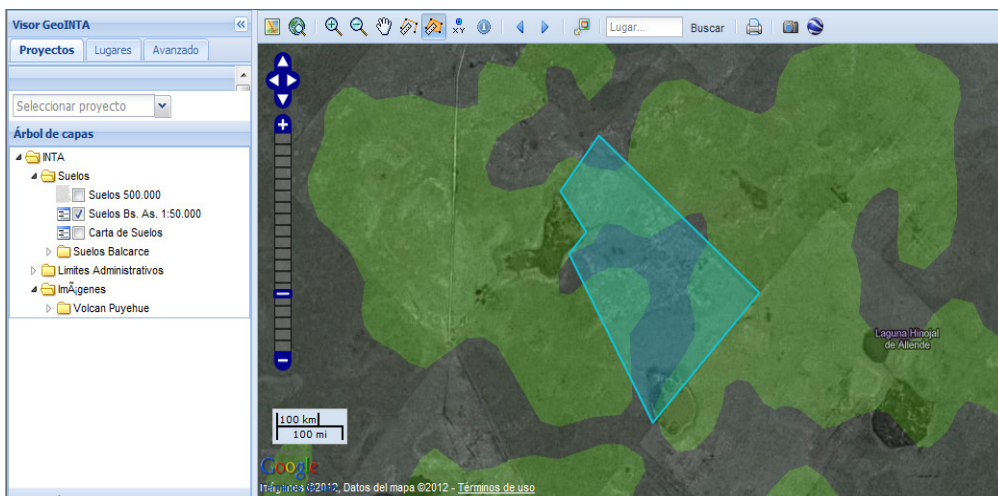 Visor GeoINTA
Proyectos Lugares Avanzado
Seleccionar proyecto
Árbol de capas
INTA
Suelos
Suelos 500.000
Suelos Bs. As. 1:50.000
Carta de Suelos
Suelos Balcarce
Limites Administrativos
ImÃ¡genes
Volcan Puyehue
XY
Lugar...
Buscar
Laguna Hinojal
de Allende
100 km
100 mi
Google
©2012, Datos del mapa ©2012 - Términos de uso